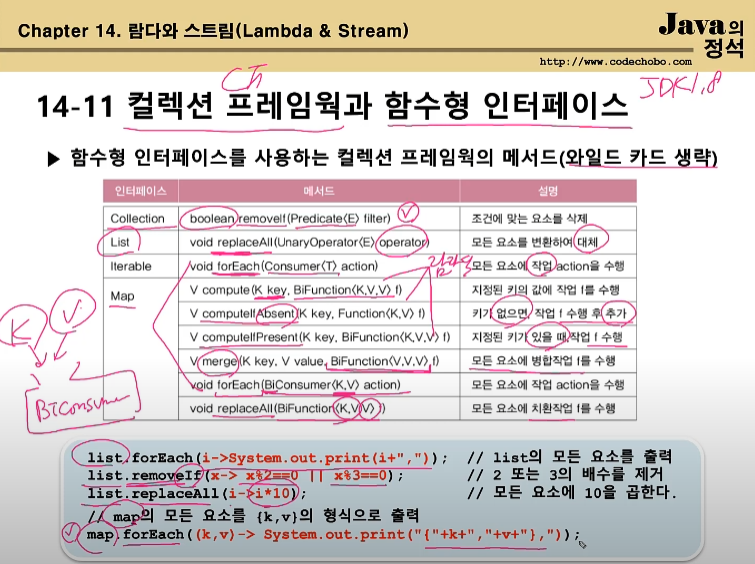 Chapter 14. 람다와 스트림(Lambda & Stream)
Java의 정석
http://www.codechobo.com
JDK1.8
14-11 컬렉션 프레임웍과 함수형 인터페이스
▶ 함수형 인터페이스를 사용하는 컬렉션 프레임웍의 메서드(와일드 카드 생략)
인터페이스 메서드 설명
Collection boolean removeIf(Predicate<E> filter) 조건에 맞는 요소를 삭제
List void replaceAll(UnaryOperator<E> operator) 모든 요소를 변환하여 대체
Iterable void forEach(Consumer<T> action) 모든 요소에 작업 action을 수행
Map V compute(K key, BiFunction<K,V,V> f) 지정된 키의 값에 작업 f를 수행
V computeIfAbsent(K key, Function<K,V> f) 키가 없으면, 작업 f 수행 후 추가
V computeIfPresent(K key, BiFunction<K,V,V> f) 지정된 키가 있을 때, 작업 f 수행
V merge(K key, V value, BiFunction<V,V,V> f) 모든 요소에 병합작업 f를 수행
void forEach(BiConsumer<K,V> action) 모든 요소에 작업 action을 수행
void replaceAll(BiFunction<K,V,V> f) 모든 요소에 치환작업 f를 수행
K V
BiConsumer
list.forEach(i->System.out.print(i+",")); // list의 모든 요소를 출력
list.removeIf(x-> x%2==0 || x%3==0); // 2 또는 3의 배수를 제거
list.replaceAll(i->i*10); // 모든 요소에 10을 곱한다.
// map의 모든 요소를 {k,v}의 형식으로 출력
map.forEach((k,v)-> System.out.print("{"+k+","+v+"},"));